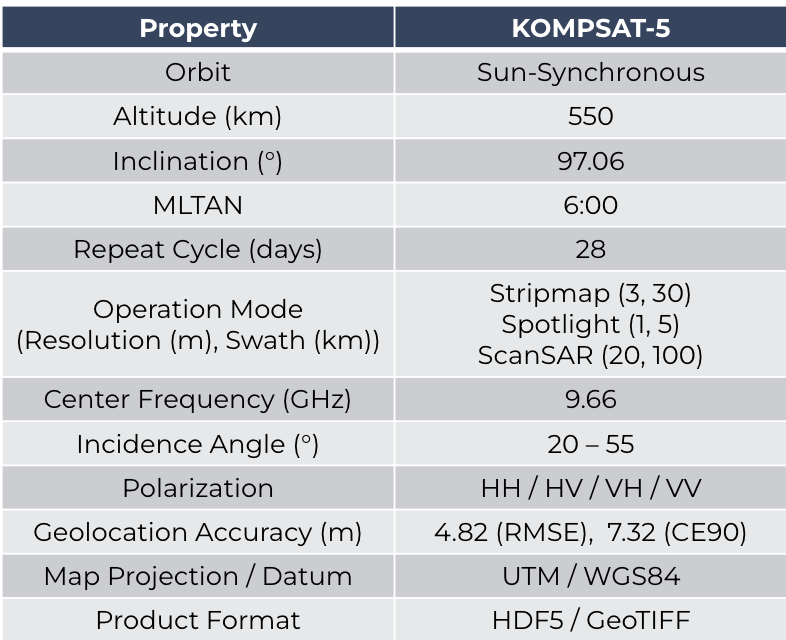 Property KOMPSAT-5
Orbit Sun-Synchronous
Altitude (km) 550
Inclination (°) 97.06
MLTAN 6:00
Repeat Cycle (days) 28
Operation Mode
(Resolution (m), Swath (km))
Stripmap (3, 30)
Spotlight (1, 5)
ScanSAR (20, 100)
Center Frequency (GHz) 9.66
Incidence Angle (°) 20 – 55
Polarization HH / HV / VH / VV
Geolocation Accuracy (m) 4.82 (RMSE), 7.32 (CE90)
Map Projection / Datum UTM / WGS84
Product Format HDF5 / GeoTIFF